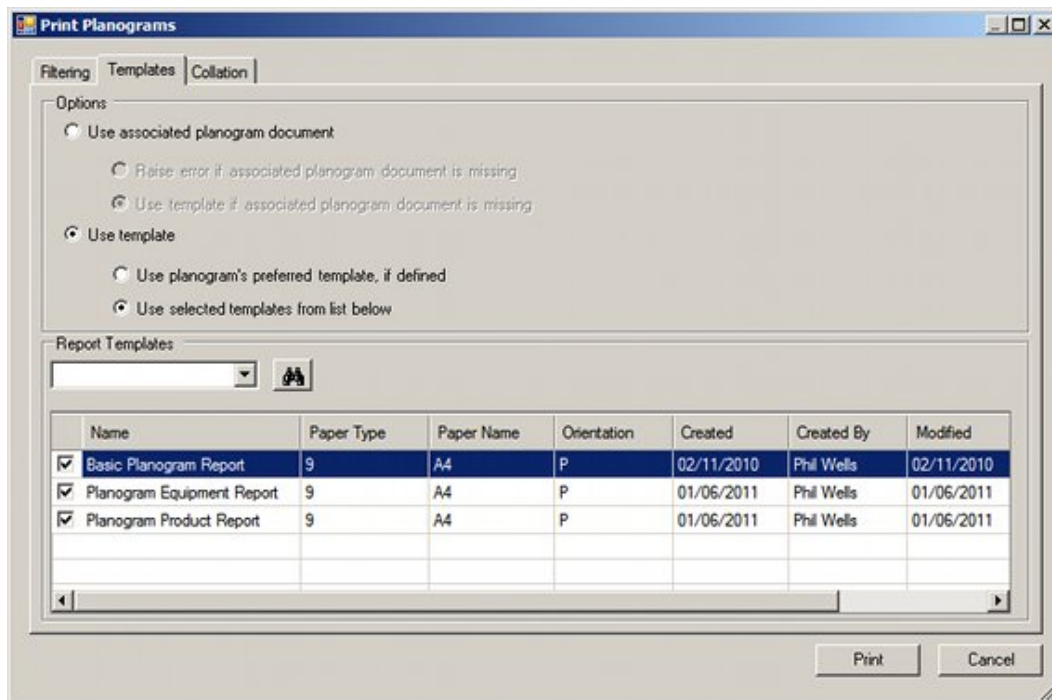 Print Planograms
Filtering Templates Collation
Options
Use associated planogram document
Raise error if associated planogram document is missing
Use template if associated planogram document is missing
Use template
Use planogram's preferred template, if defined
Use selected templates from list below
Report Templates
Name Paper Type Paper Name Orientation Created Created By Modified
Basic Planogram Report 9 A4 P 02/11/2010 Phil Wells 02/11/2010
Planogram Equipment Report 9 A4 P 01/06/2011 Phil Wells 01/06/2011
Planogram Product Report 9 A4 P 01/06/2011 Phil Wells 01/06/2011
Print Cancel